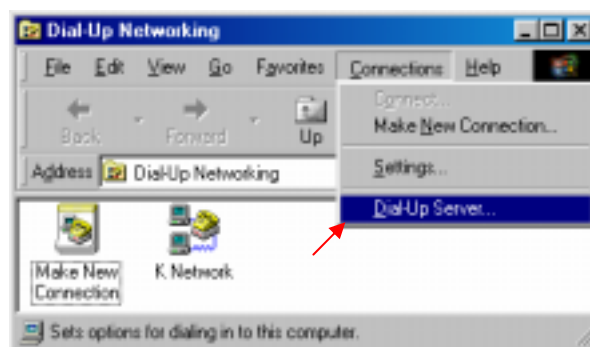 Dial-Up Networking
File Edit View Go Favorites Connections Help
Back Forward Up
Connect...
Make New Connection...
Settings...
Dial-Up Server...
Address Dial-Up Networking
Make New Connection
K Network
Sets options for dialing in to this computer.